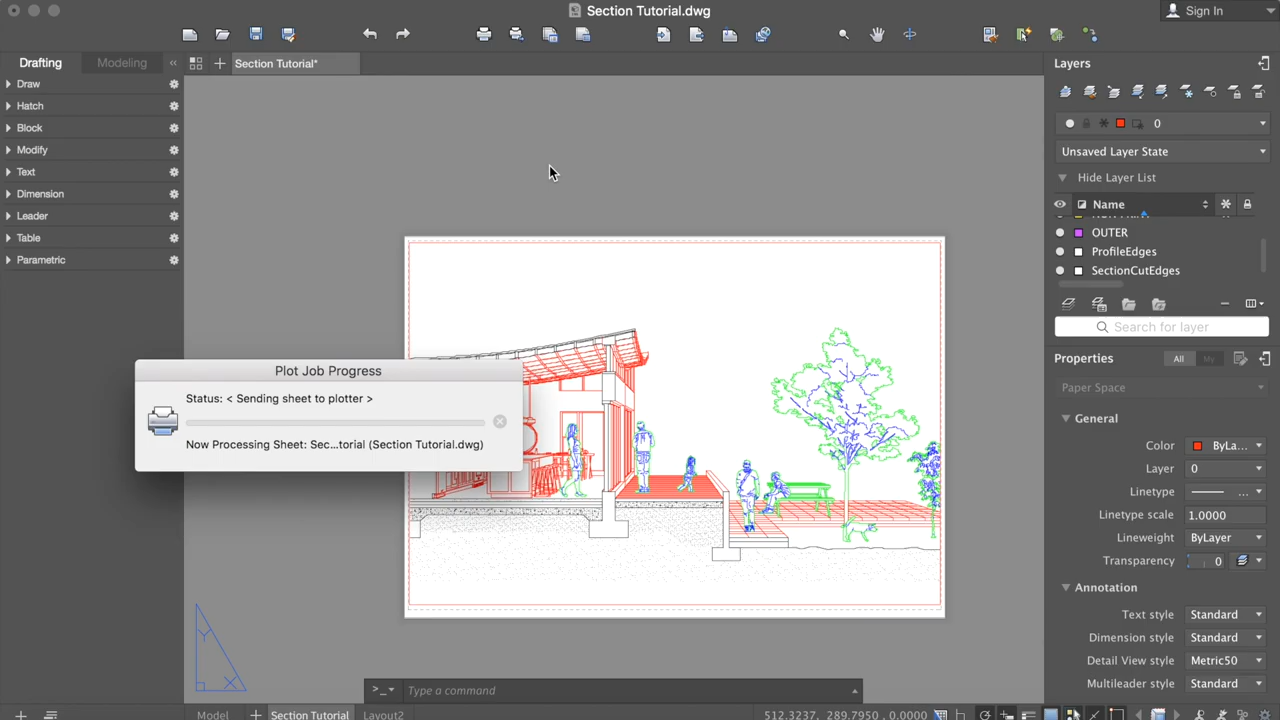 Section Tutorial.dwg
Sign In
Drafting
Modeling
Section Tutorial*
Layers
Draw
Hatch
Block
Modify
Text
Dimension
Leader
Table
Parametric
0
Unsaved Layer State
Hide Layer List
Name
OUTER
ProfileEdges
SectionCutEdges
Search for layer
Properties
All
My
Paper Space
General
Color ByLa...
Layer 0
Linetype ...
Linetype scale 1.0000
Lineweight ByLayer
Transparency 0
Annotation
Text style Standard
Dimension style Standard
Detail View style Metric50
Multileader style Standard
Plot Job Progress
Status: < Sending sheet to plotter >
Now Processing Sheet: Sec...torial (Section Tutorial.dwg)
Y
X
>_
Type a command
Model
Section Tutorial
Layout2
512.3237, 289.7950, 0.0000